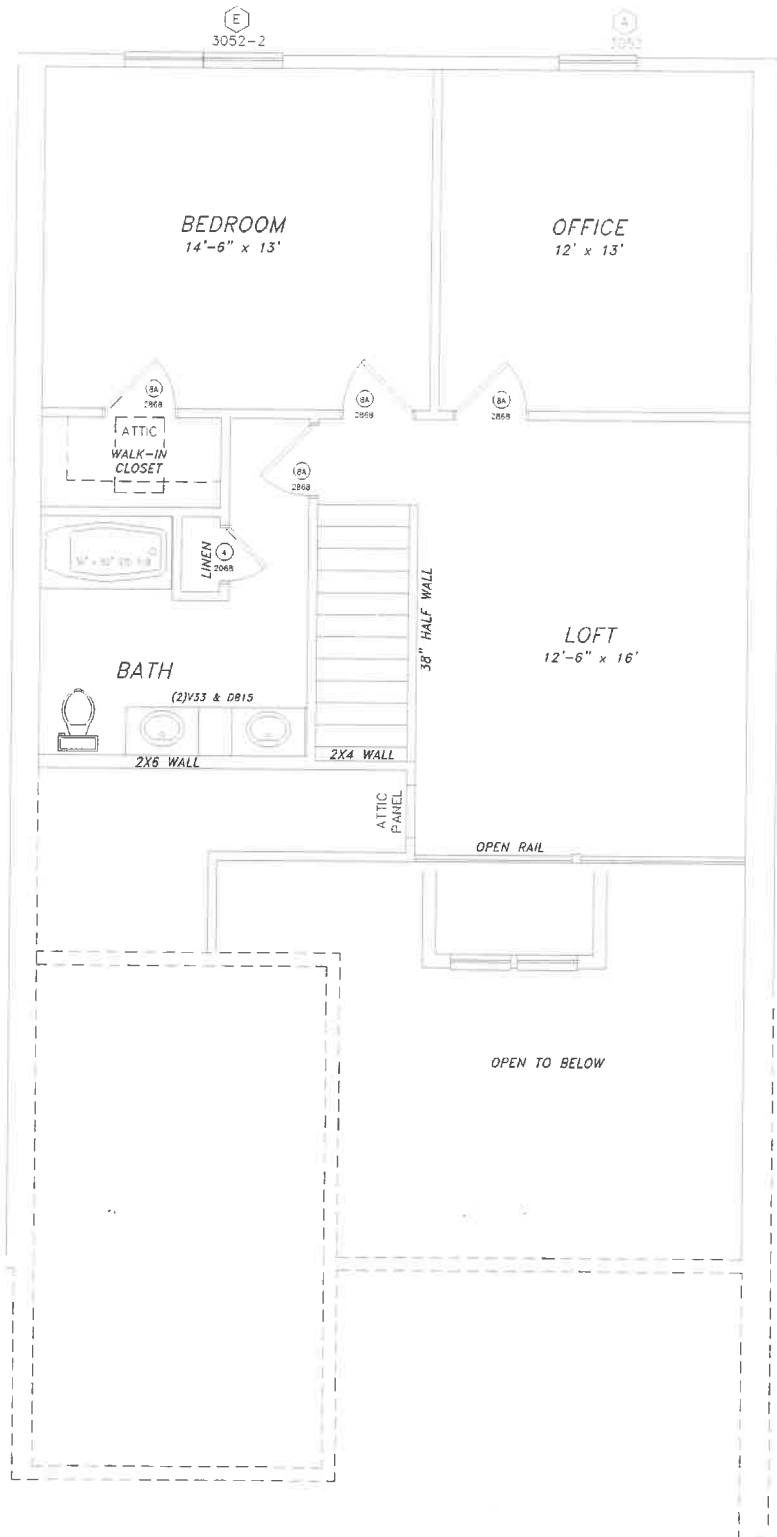 E
3052-2
A
3052
BEDROOM
14'-6" x 13'
OFFICE
12' x 13'
8A
2868
8A
2868
8A
2868
ATTIC
WALK-IN
CLOSET
8A
2868
LINEN
4
2068
38" HALF WALL
LOFT
12'-6" x 16'
BATH
(2)V33 & DB15
2X6 WALL
2X4 WALL
ATTIC
PANEL
OPEN RAIL
OPEN TO BELOW